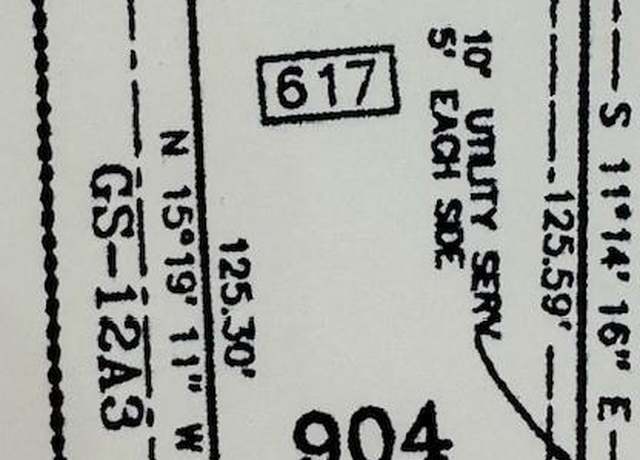 617
10' UTILITY SERV.
5' EACH SIDE
S 11°14' 16" E
125.59'
N 15°19' 11" W
125.30'
GS-12A3
904